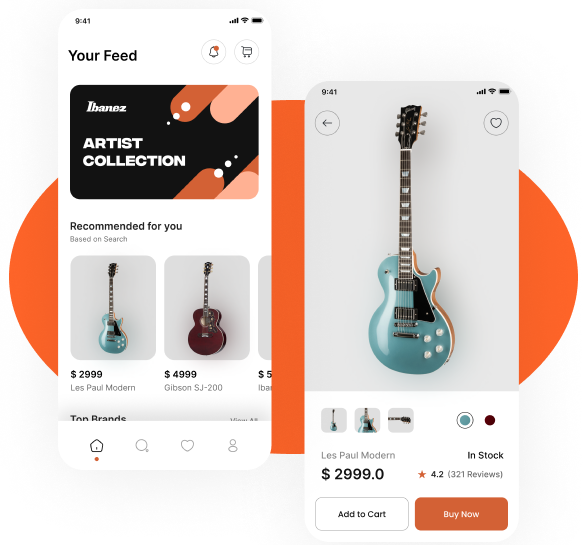 9:41
Your Feed
Ibanez
ARTIST
COLLECTION
Recommended for you
Based on Search
$ 2999
Les Paul Modern
$ 4999
Gibson SJ-200
$ 5
Iba
Top Brands
View All
9:41
Les Paul Modern
In Stock
$ 2999.0
4.2 (321 Reviews)
Add to Cart
Buy Now